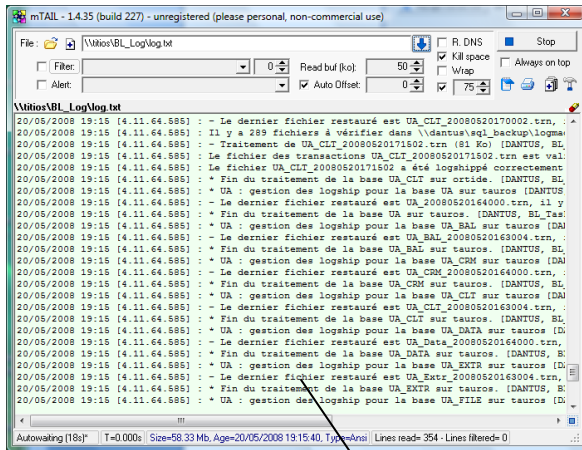 mTAIL - 1.4.35 (build 227) - unregistered (please personal, non-commercial use)
File : \\titios\BL_Log\log.txt R. DNS Stop
Kill space
Filter: 0 Read buf (ko): 50 Wrap Always on top
Alert: Auto Offset: 0 75
\\titios\BL_Log\log.txt
20/05/2008 19:15 [4.11.64.585] : - Le dernier fichier restauré est UA_CLT_20080520170002.trn,
20/05/2008 19:15 [4.11.64.585] : Il y a 289 fichiers à vérifier dans \\dantus\sql_backup\logma
20/05/2008 19:15 [4.11.64.585] : - Traitement de UA_CLT_20080520171502.trn (81 Ko) [DANTUS, BL_
20/05/2008 19:15 [4.11.64.585] : Le fichier des transactions UA_CLT_20080520171502.trn est val
20/05/2008 19:15 [4.11.64.585] : Le fichier UA_CLT_20080520171502.trn a été logshippé correctement
20/05/2008 19:15 [4.11.64.585] : * Fin du traitement de la base UA_CLT sur ortide. [DANTUS, BL_
20/05/2008 19:15 [4.11.64.585] : * UA : gestion des logship pour la base UA sur tauros [DANTUS
20/05/2008 19:15 [4.11.64.585] : - Le dernier fichier restauré est UA_20080520164000.trn, il y
20/05/2008 19:15 [4.11.64.585] : * Fin du traitement de la base UA sur tauros. [DANTUS, BL_Tas
20/05/2008 19:15 [4.11.64.585] : * UA : gestion des logship pour la base UA_BAL sur tauros [DA
20/05/2008 19:15 [4.11.64.585] : - Le dernier fichier restauré est UA_BAL_20080520163004.trn,
20/05/2008 19:15 [4.11.64.585] : * Fin du traitement de la base UA_BAL sur tauros. [DANTUS, BL_
20/05/2008 19:15 [4.11.64.585] : * UA : gestion des logship pour la base UA_CRM sur tauros [DA
20/05/2008 19:15 [4.11.64.585] : - Le dernier fichier restauré est UA_CRM_20080520164000.trn,
20/05/2008 19:15 [4.11.64.585] : * Fin du traitement de la base UA_CRM sur tauros. [DANTUS, BL_
20/05/2008 19:15 [4.11.64.585] : * UA : gestion des logship pour la base UA_CLT sur tauros [DA
20/05/2008 19:15 [4.11.64.585] : - Le dernier fichier restauré est UA_CLT_20080520163004.trn,
20/05/2008 19:15 [4.11.64.585] : * Fin du traitement de la base UA_CLT sur tauros. [DANTUS, BL_
20/05/2008 19:15 [4.11.64.585] : * UA : gestion des logship pour la base UA_DATA sur tauros [D
20/05/2008 19:15 [4.11.64.585] : - Le dernier fichier restauré est UA_Data_20080520164000.trn,
20/05/2008 19:15 [4.11.64.585] : * Fin du traitement de la base UA_DATA sur tauros. [DANTUS, B
20/05/2008 19:15 [4.11.64.585] : * UA : gestion des logship pour la base UA_EXTR sur tauros [D
20/05/2008 19:15 [4.11.64.585] : - Le dernier fichier restauré est UA_Extr_20080520163004.trn,
20/05/2008 19:15 [4.11.64.585] : * Fin du traitement de la base UA_EXTR sur tauros. [DANTUS, B
20/05/2008 19:15 [4.11.64.585] : * UA : gestion des logship pour la base UA_FILE sur tauros [D
Autowaiting (18s)* T=0.000s Size=58.33 Mb, Age=20/05/2008 19:15:40, Type=Ansi Lines read= 354 - Lines filtered= 0